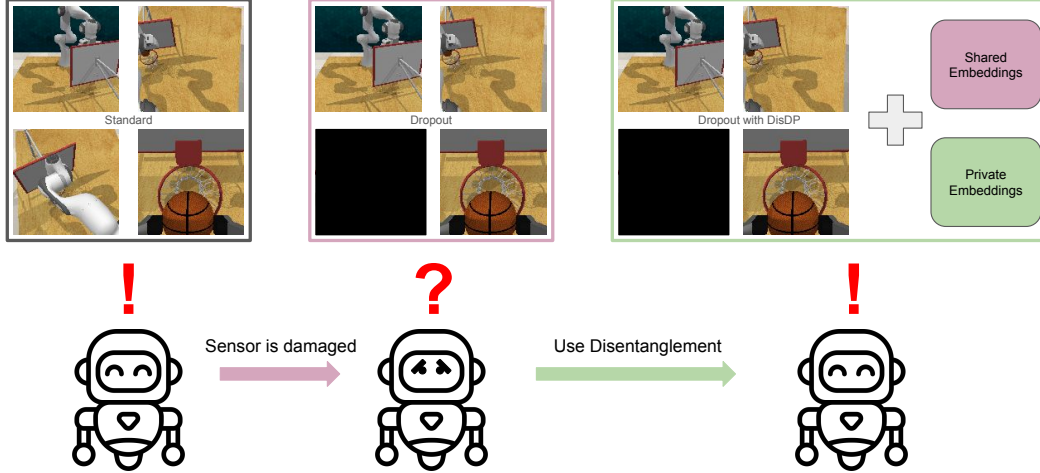 Standard
Dropout
Dropout with DisDP
Shared
Embeddings
Private
Embeddings
!
?
!
Sensor is damaged
Use Disentanglement